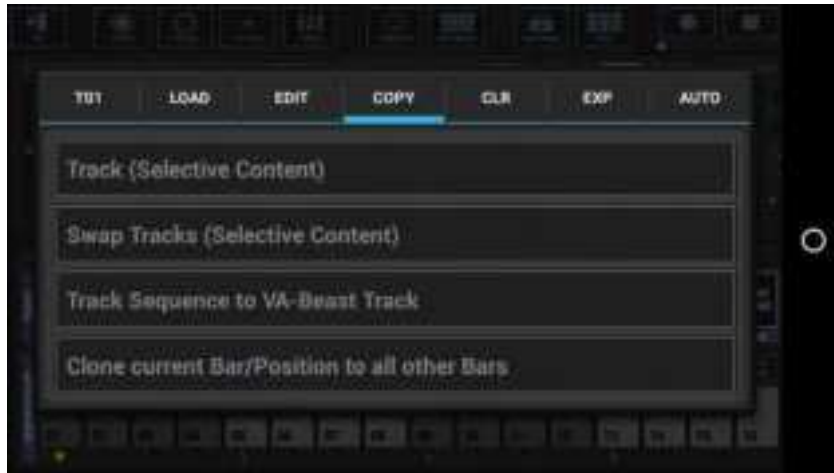 T01 LOAD EDIT COPY CLR EXP AUTO
Track (Selective Content)
Swap Tracks (Selective Content)
Track Sequence to VA-Beast Track
Clone current Bar/Position to all other Bars